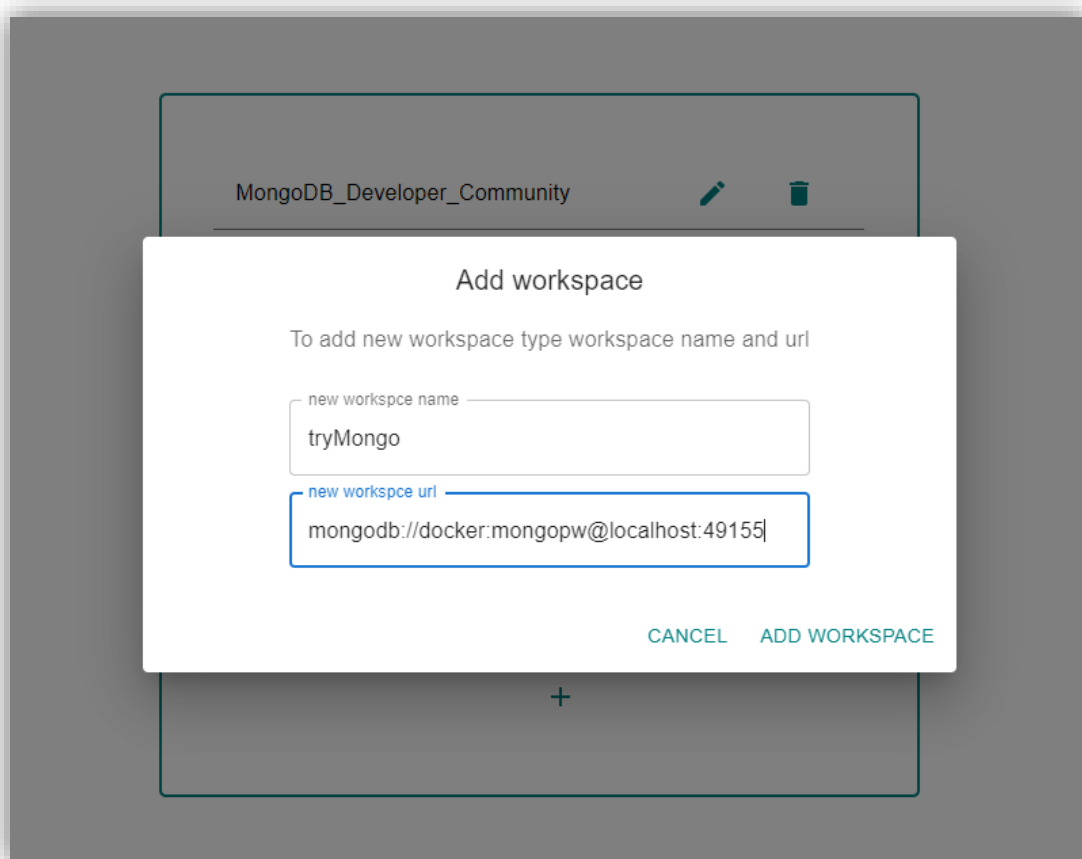 MongoDB_Developer_Community
Add workspace
To add new workspace type workspace name and url
new workspce name
tryMongo
new workspce url
mongodb://docker:mongopw@localhost:49155
CANCEL ADD WORKSPACE
+